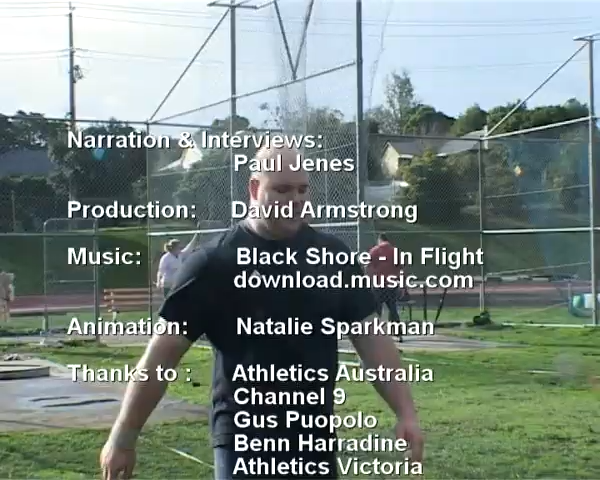 Narration & Interviews:
Paul Jenes
Production: David Armstrong
Music: Black Shore - In Flight
download.music.com
Animation: Natalie Sparkman
Thanks to : Athletics Australia
Channel 9
Gus Puopolo
Benn Harradine
Athletics Victoria